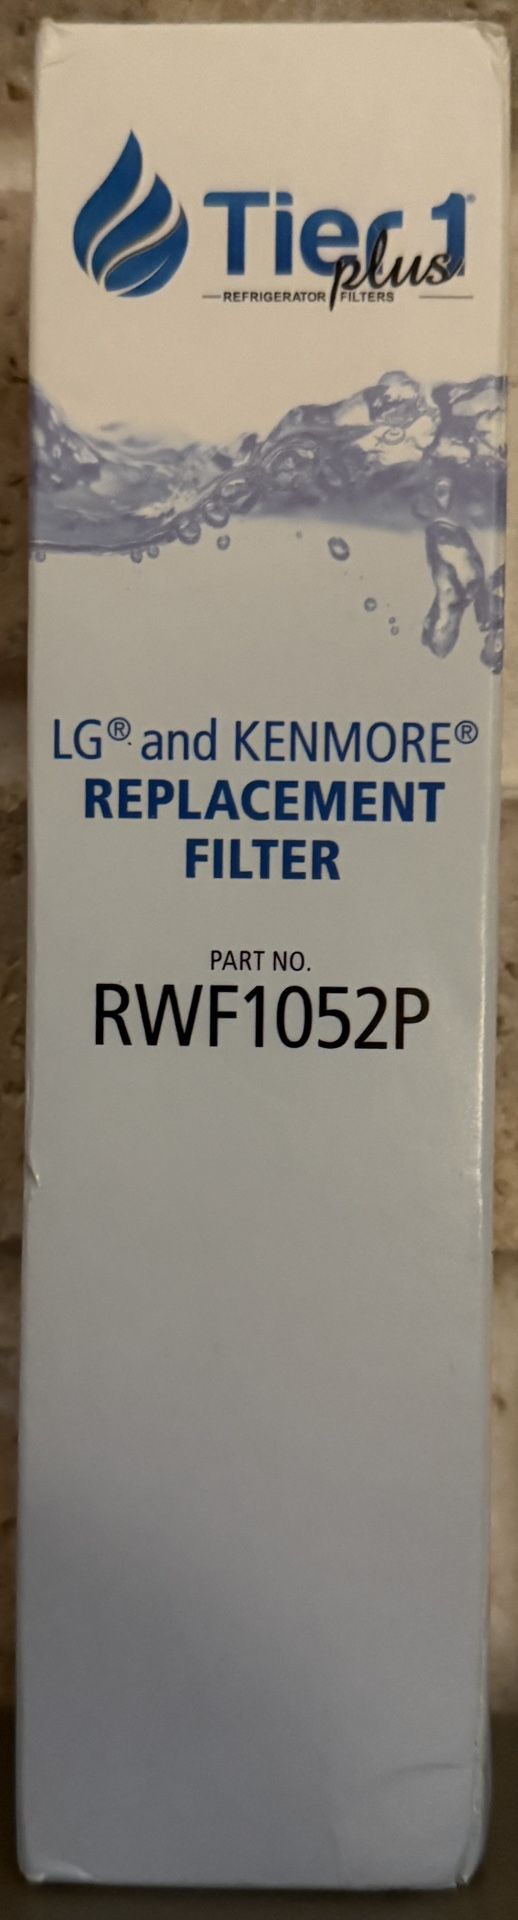 Tier1®
plus
REFRIGERATOR FILTERS
LG® and KENMORE®
REPLACEMENT
FILTER
PART NO.
RWF1052P